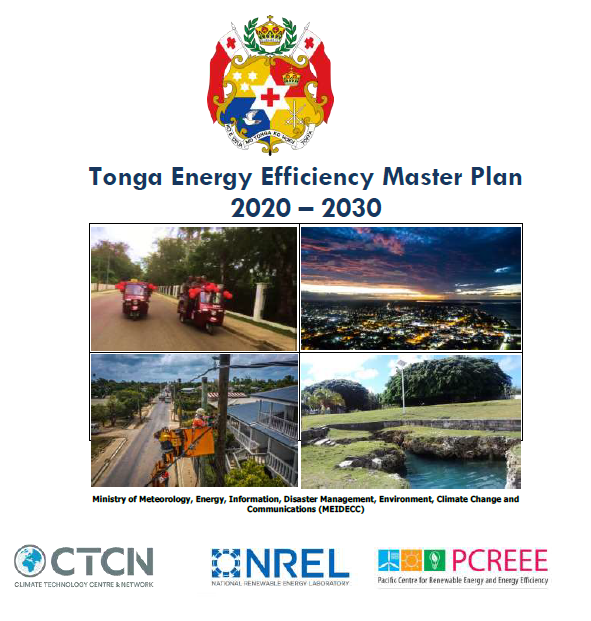 KO E ʻOTUA MO TONGA KO HOKU TOFIʻA
Tonga Energy Efficiency Master Plan
2020 – 2030
Ministry of Meteorology, Energy, Information, Disaster Management, Environment, Climate Change and
Communications (MEIDECC)
CTCN
CLIMATE TECHNOLOGY CENTRE & NETWORK
NREL
NATIONAL RENEWABLE ENERGY LABORATORY
PCREEE
Pacific Centre for Renewable Energy and Energy Efficiency